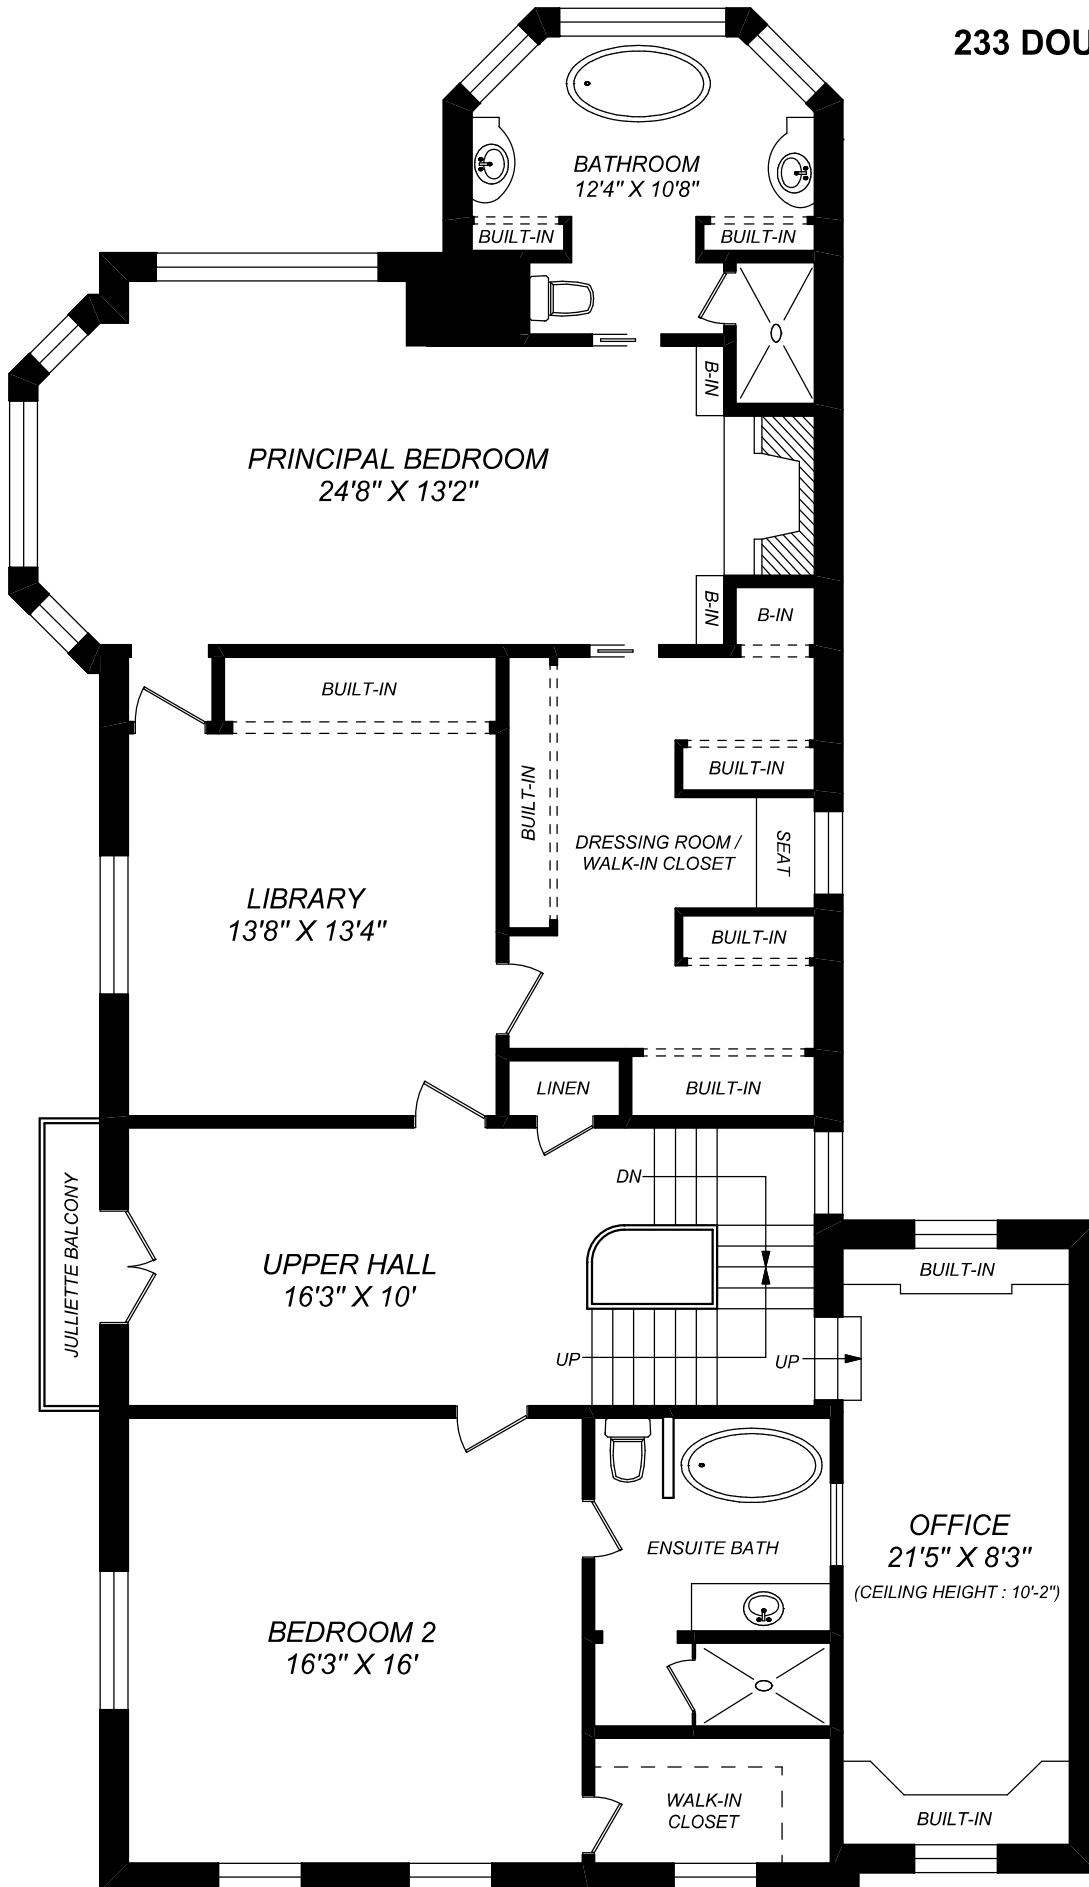 233 DOU
BATHROOM
12'4" X 10'8"
BUILT-IN
BUILT-IN
B-IN
PRINCIPAL BEDROOM
24'8" X 13'2"
B-IN
B-IN
BUILT-IN
BUILT-IN
BUILT-IN
DRESSING ROOM /
WALK-IN CLOSET
SEAT
LIBRARY
13'8" X 13'4"
BUILT-IN
LINEN
BUILT-IN
JULLIETTE BALCONY
DN
UPPER HALL
16'3" X 10'
BUILT-IN
UP
UP
ENSUITE BATH
OFFICE
21'5" X 8'3"
(CEILING HEIGHT : 10'-2")
BEDROOM 2
16'3" X 16'
WALK-IN
CLOSET
BUILT-IN